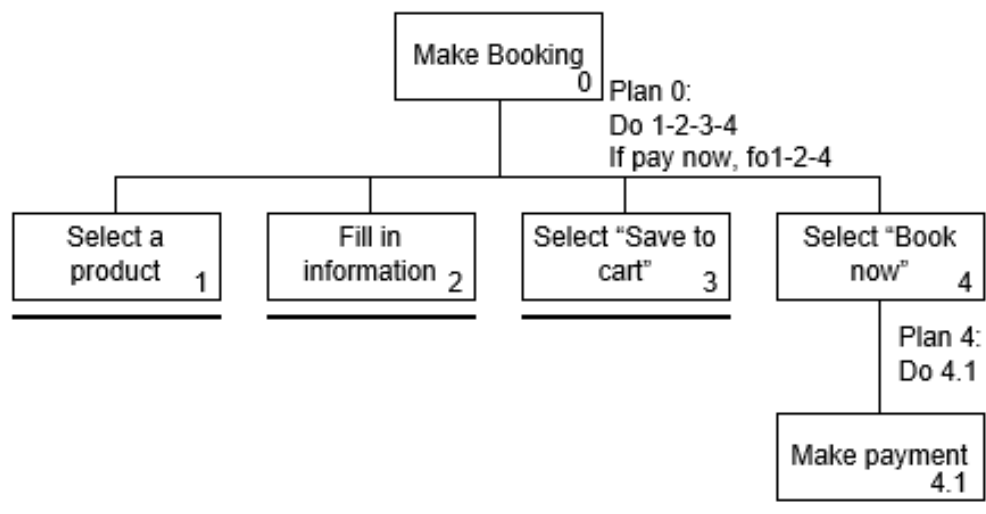 Make Booking
0
Plan 0:
Do 1-2-3-4
If pay now, fo1-2-4
Select a
product 1
Fill in
information 2
Select “Save to
cart” 3
Select “Book
now” 4
Plan 4:
Do 4.1
Make payment
4.1